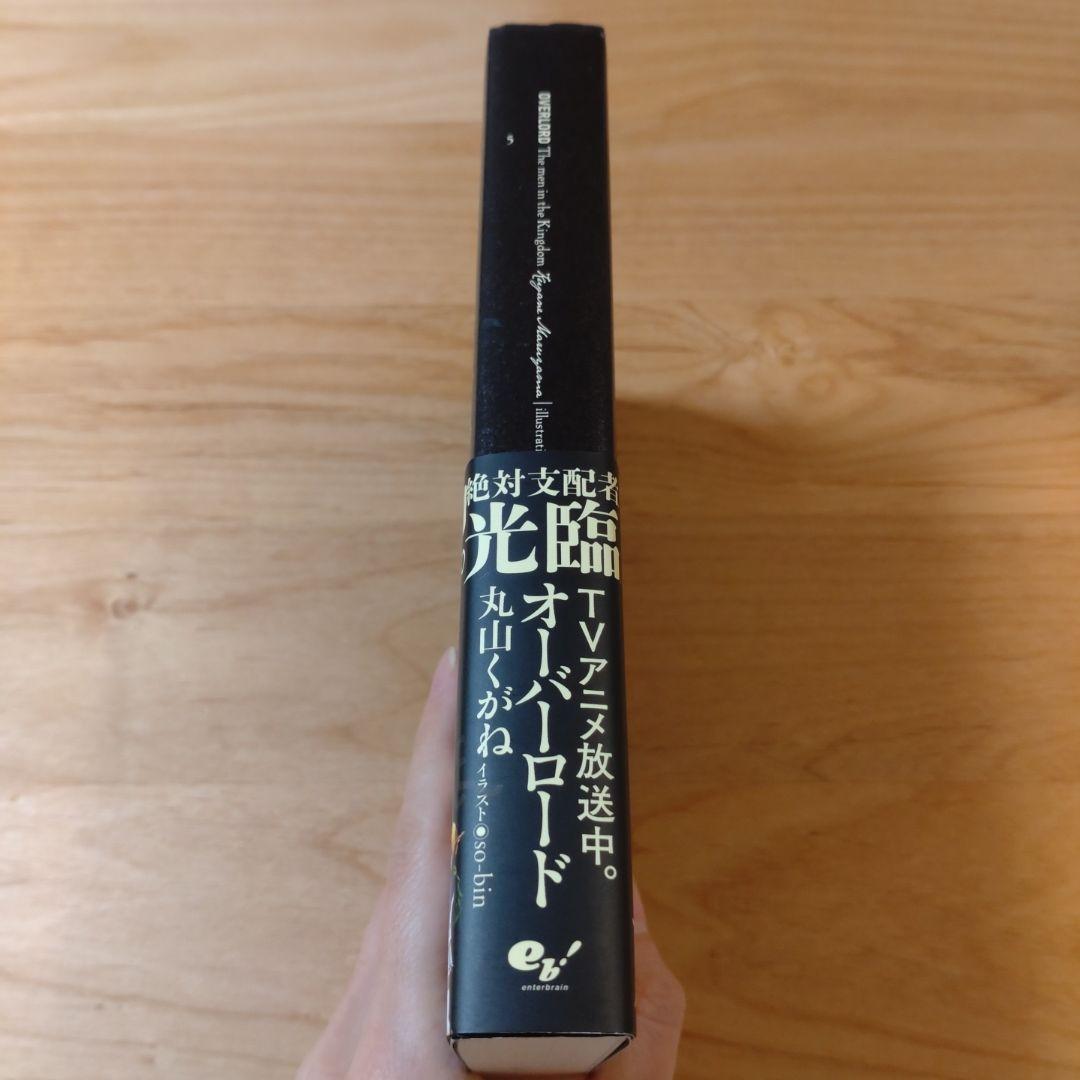 OVERLORD The men in the Kingdom Kugane Maruyama | illustrati
5
絶対支配者
光臨
TVアニメ放送中。
オーバーロード
丸山くがね イラスト◉so-bin
eb!
enterbrain